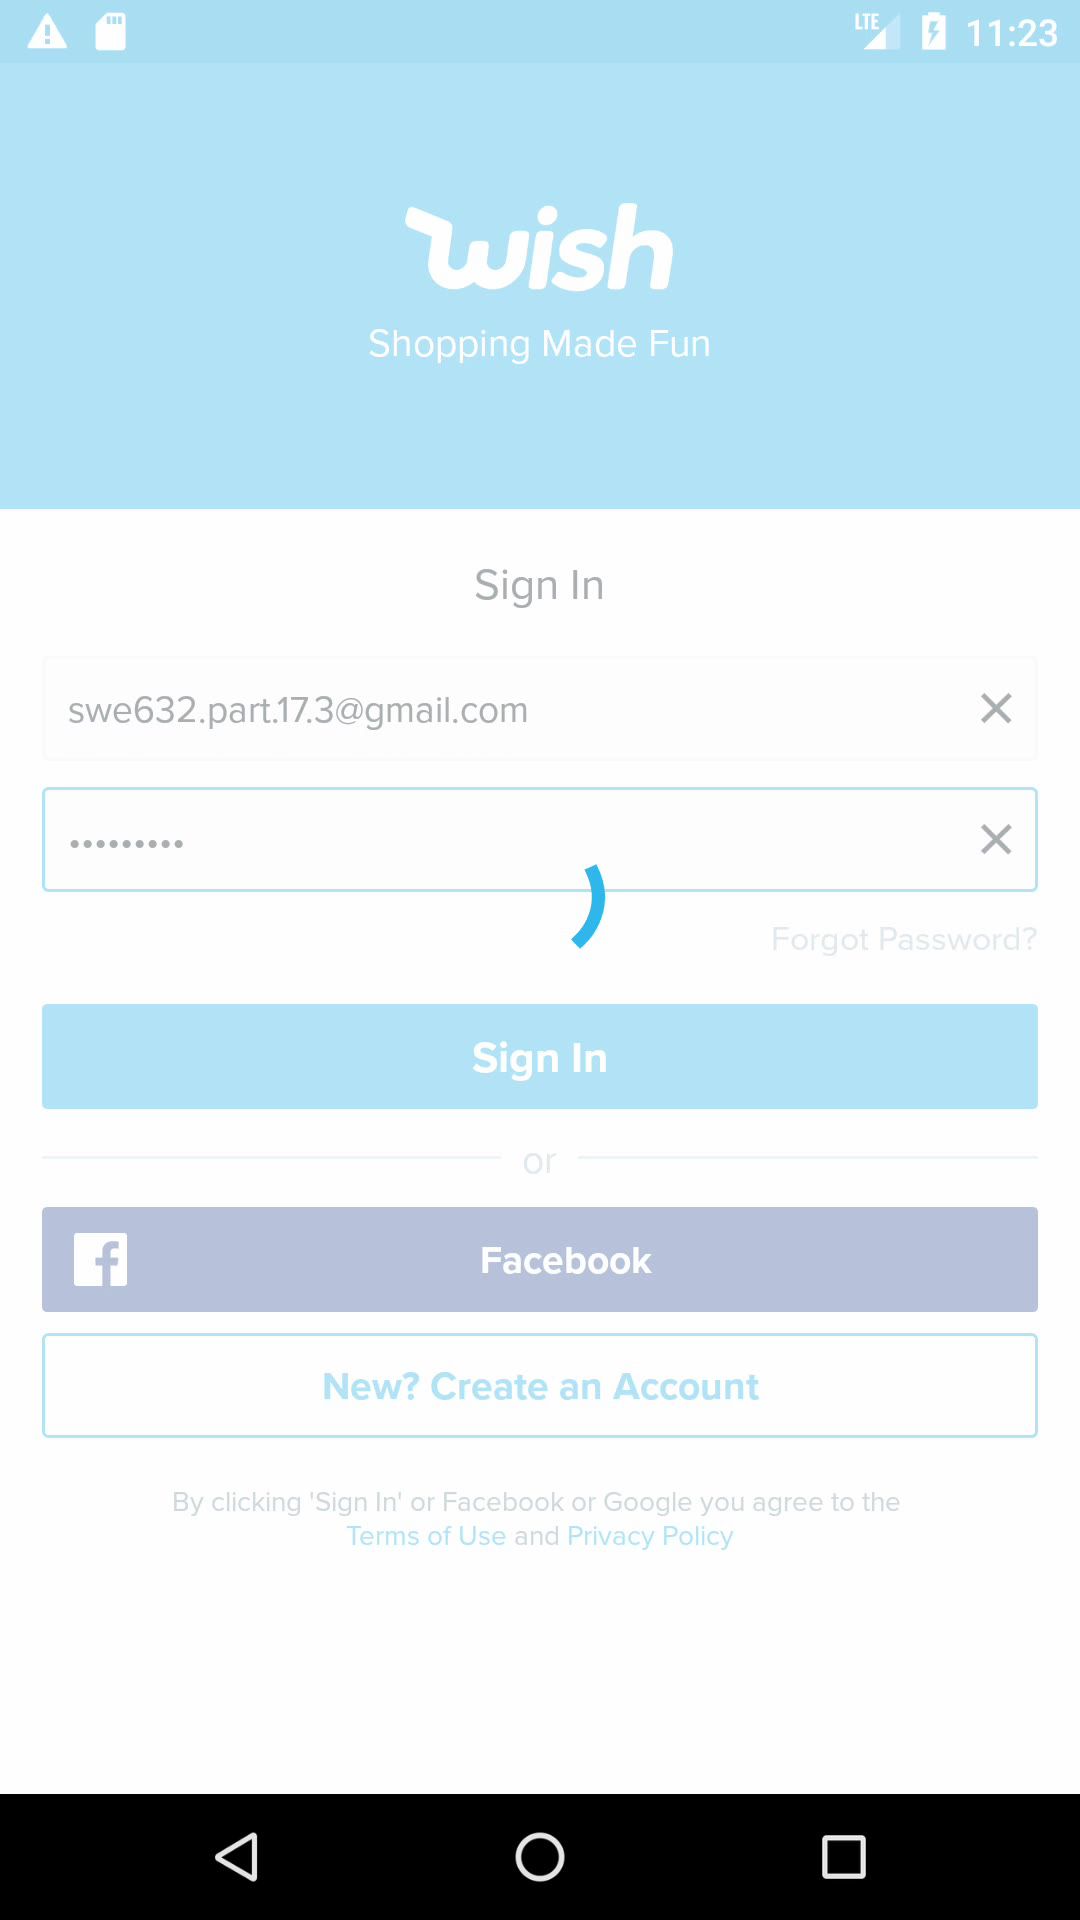 LTE 11:23
wish
Shopping Made Fun
Sign In
swe632.part.17.3@gmail.com
•••••••••
Forgot Password?
Sign In
or
Facebook
New? Create an Account
By clicking 'Sign In' or Facebook or Google you agree to the
Terms of Use and Privacy Policy